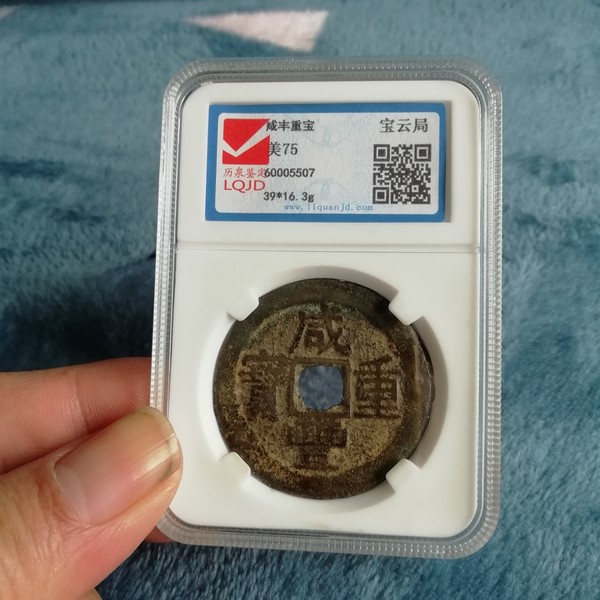 咸丰重宝
宝云局
美75
历泉鉴定
60005507
LQJD
39*16.3g
www.liquanjd.com
咸
寶 重
豐